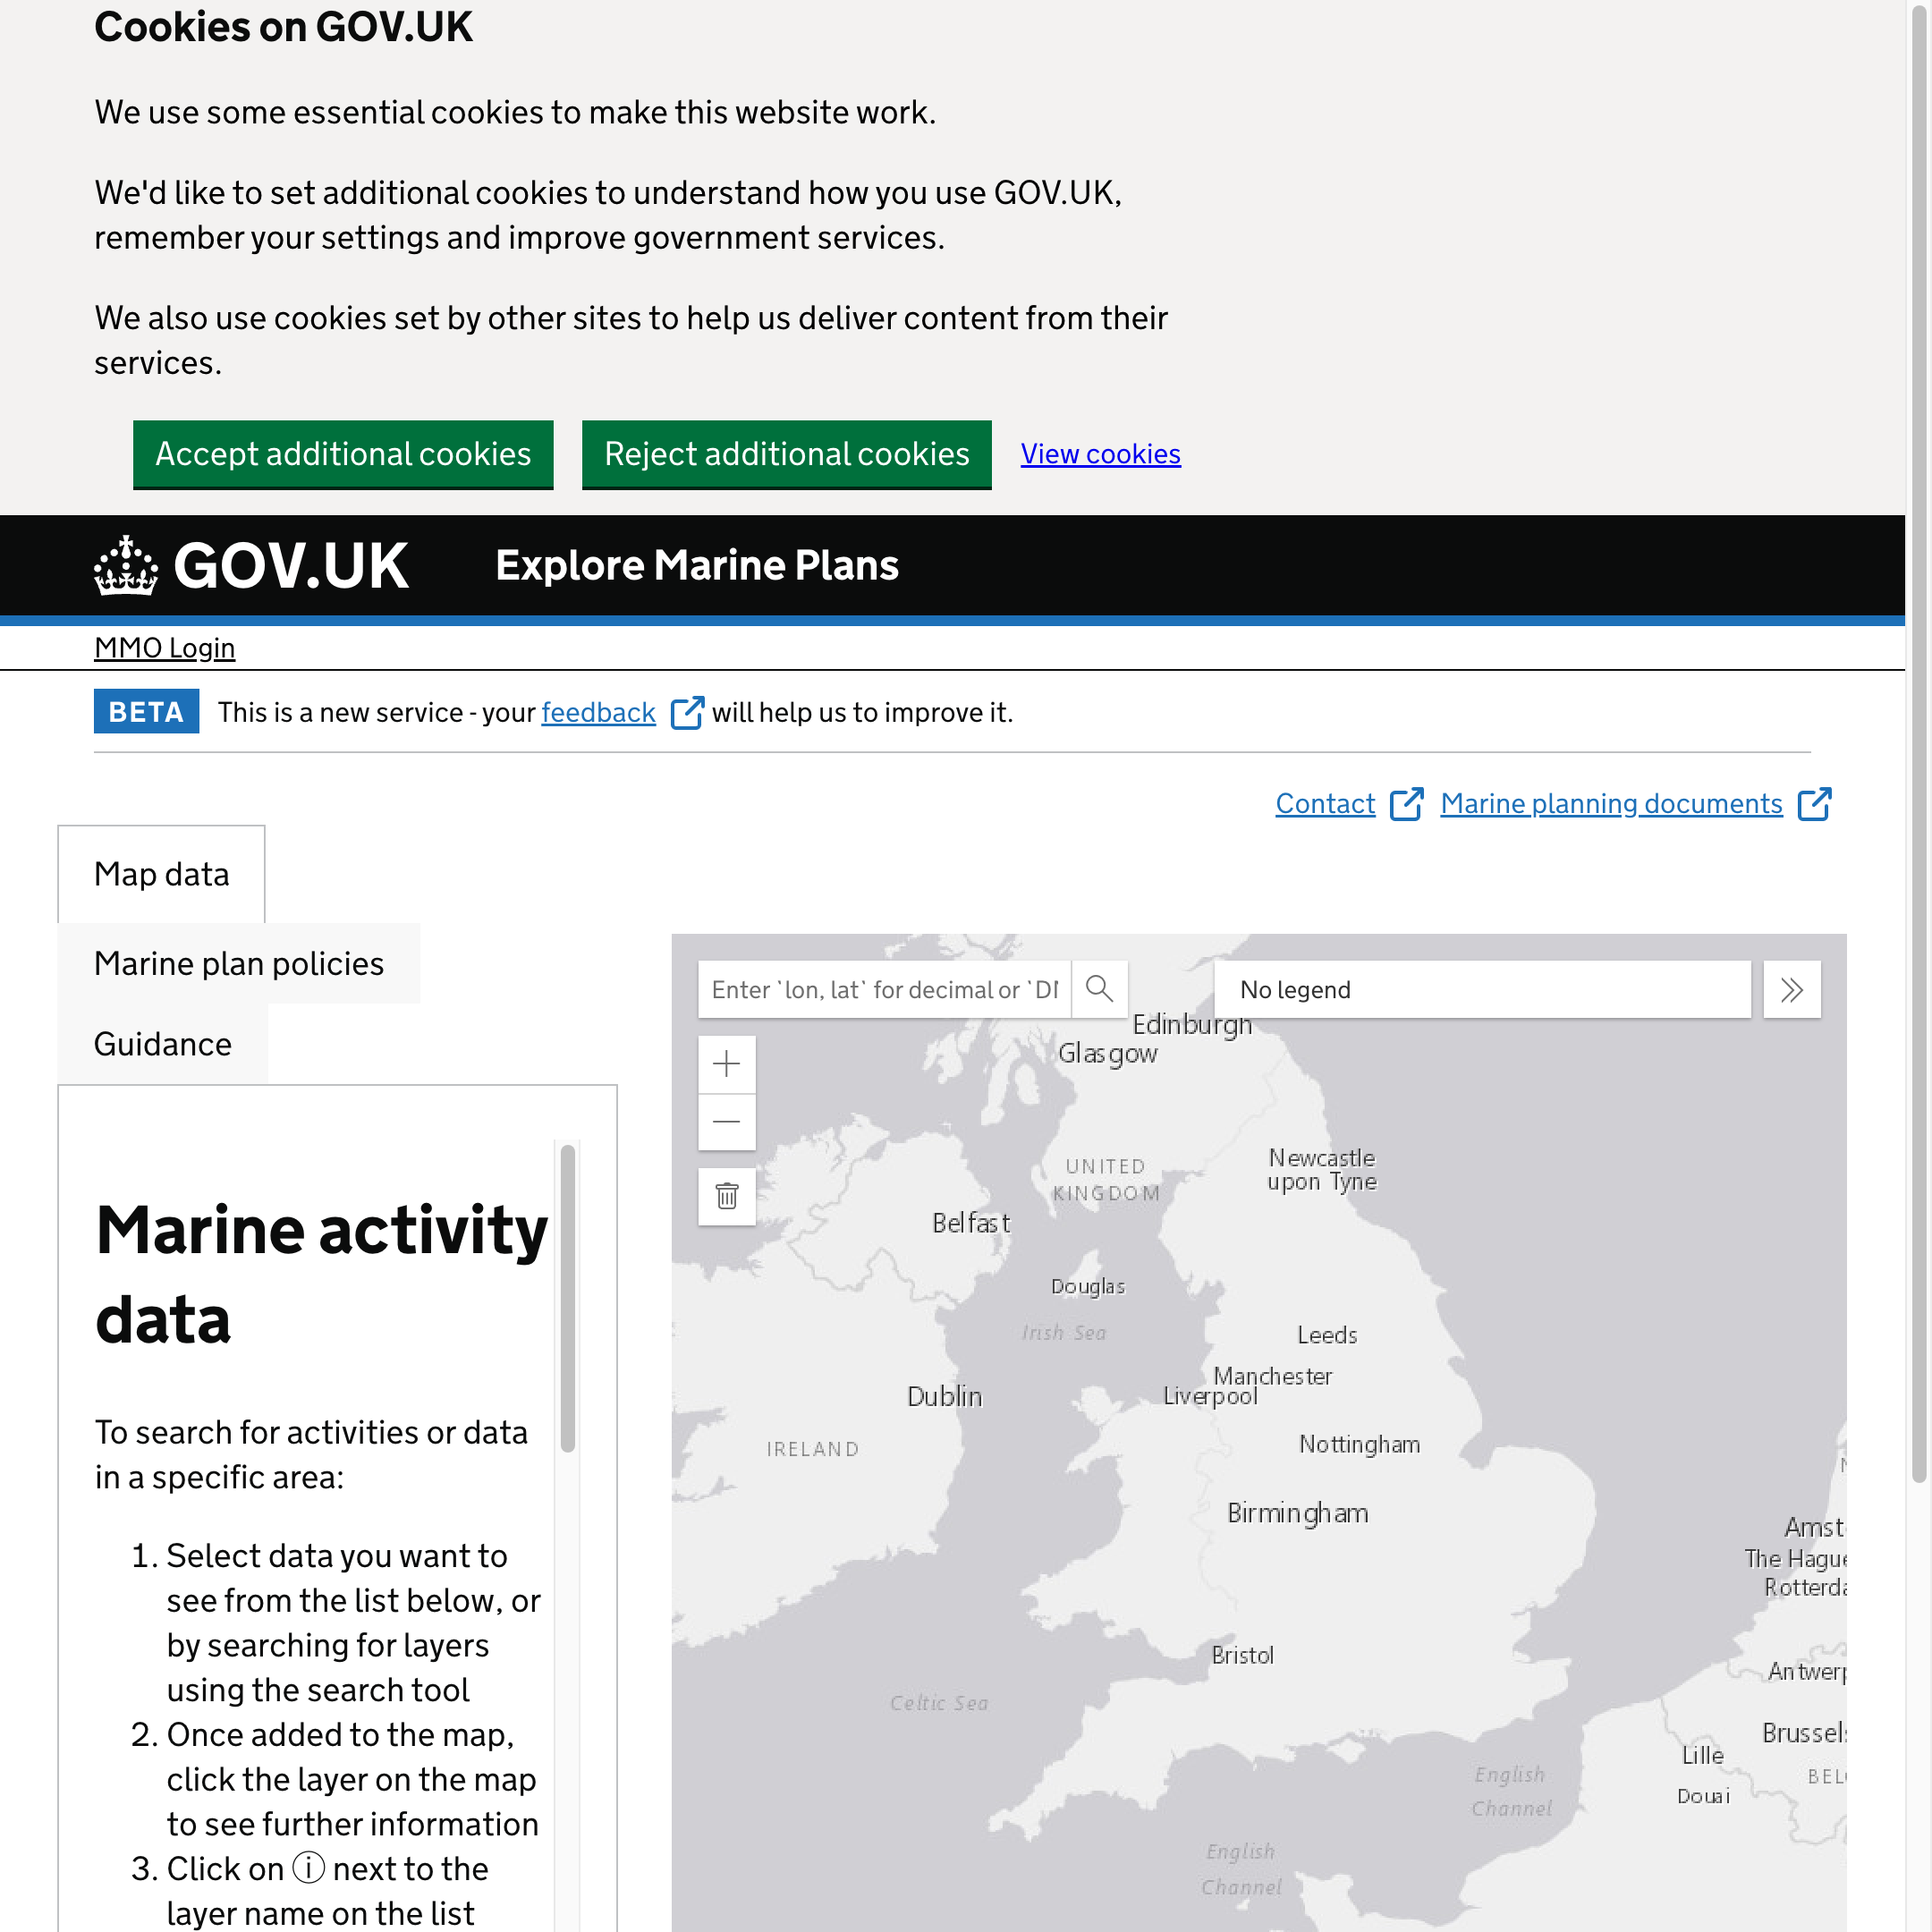 Cookies on GOV.UK
We use some essential cookies to make this website work.
We'd like to set additional cookies to understand how you use GOV.UK,
remember your settings and improve government services.
We also use cookies set by other sites to help us deliver content from their
services.
Accept additional cookies
Reject additional cookies
View cookies
GOV.UK
Explore Marine Plans
MMO Login
BETA
This is a new service - your feedback will help us to improve it.
Contact
Marine planning documents
Map data
Marine plan policies
Guidance
Marine activity
data
To search for activities or data
in a specific area:
1. Select data you want to
see from the list below, or
by searching for layers
using the search tool
2. Once added to the map,
click the layer on the map
to see further information
3. Click on ⓘ next to the
layer name on the list
Enter `lon, lat` for decimal or `
No legend
Edinburgh
Glasgow
UNITED
KINGDOM
Newcastle
upon Tyne
Belfast
Douglas
Irish Sea
Leeds
Manchester
Liverpool
Dublin
IRELAND
Nottingham
Birmingham
Amst
The Hague
Rotterda
Bristol
Antwerp
Celtic Sea
Brussels
Lille
BEL
Douai
English
Channel
English
Channel